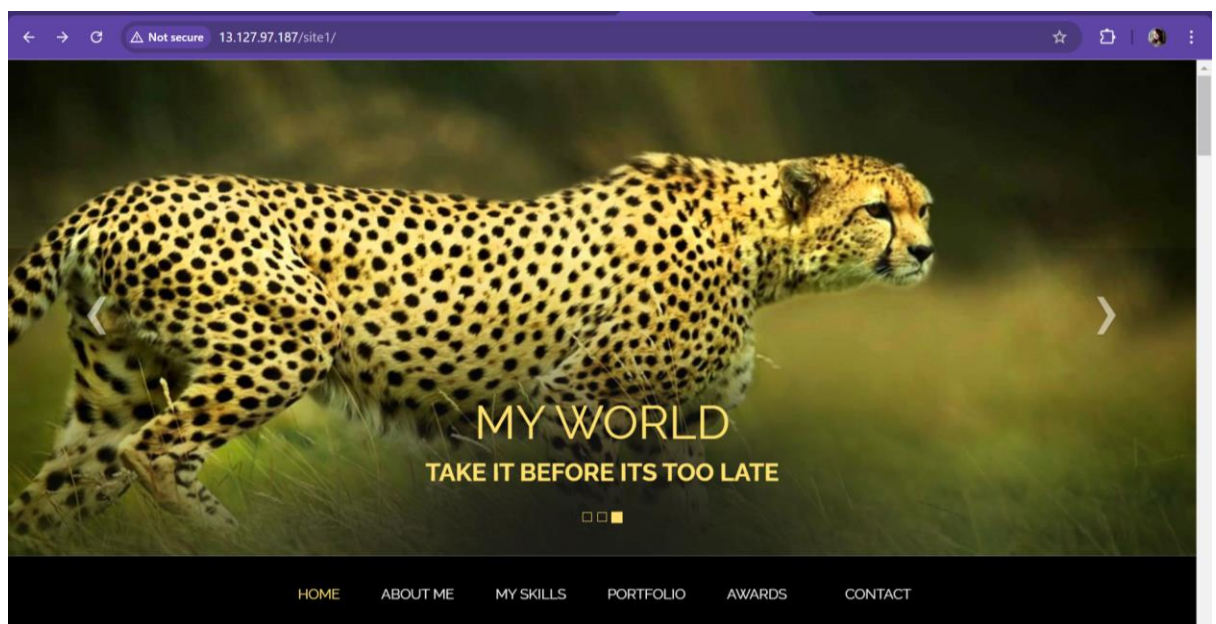 Not secure 13.127.97.187/site1/
MY WORLD
TAKE IT BEFORE ITS TOO LATE
HOME ABOUT ME MY SKILLS PORTFOLIO AWARDS CONTACT